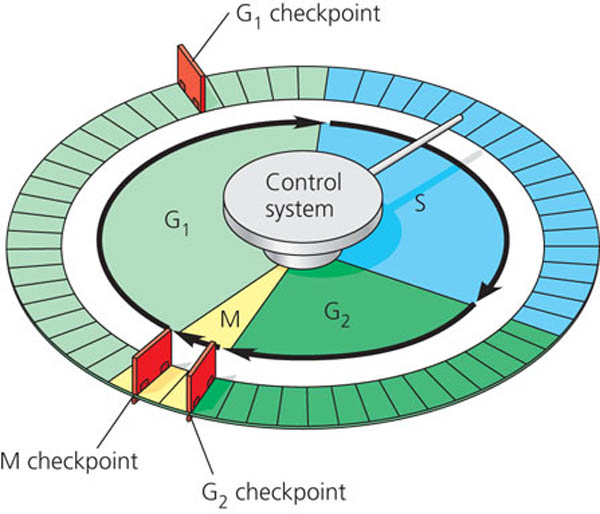 G₁ checkpoint
Control
system
S
G₁
M
G₂
M checkpoint
G₂ checkpoint